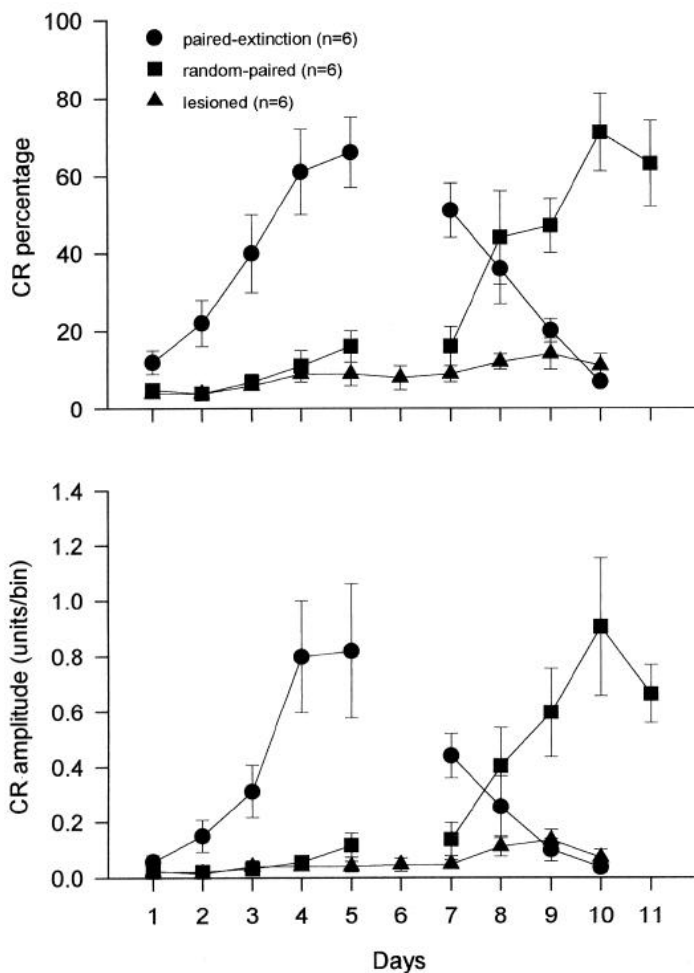 100
80
60
40
20
0
CR percentage
paired-extinction (n=6)
random-paired (n=6)
lesioned (n=6)
1.4
1.2
1.0
0.8
0.6
0.4
0.2
0.0
CR amplitude (units/bin)
1 2 3 4 5 6 7 8 9 10 11
Days